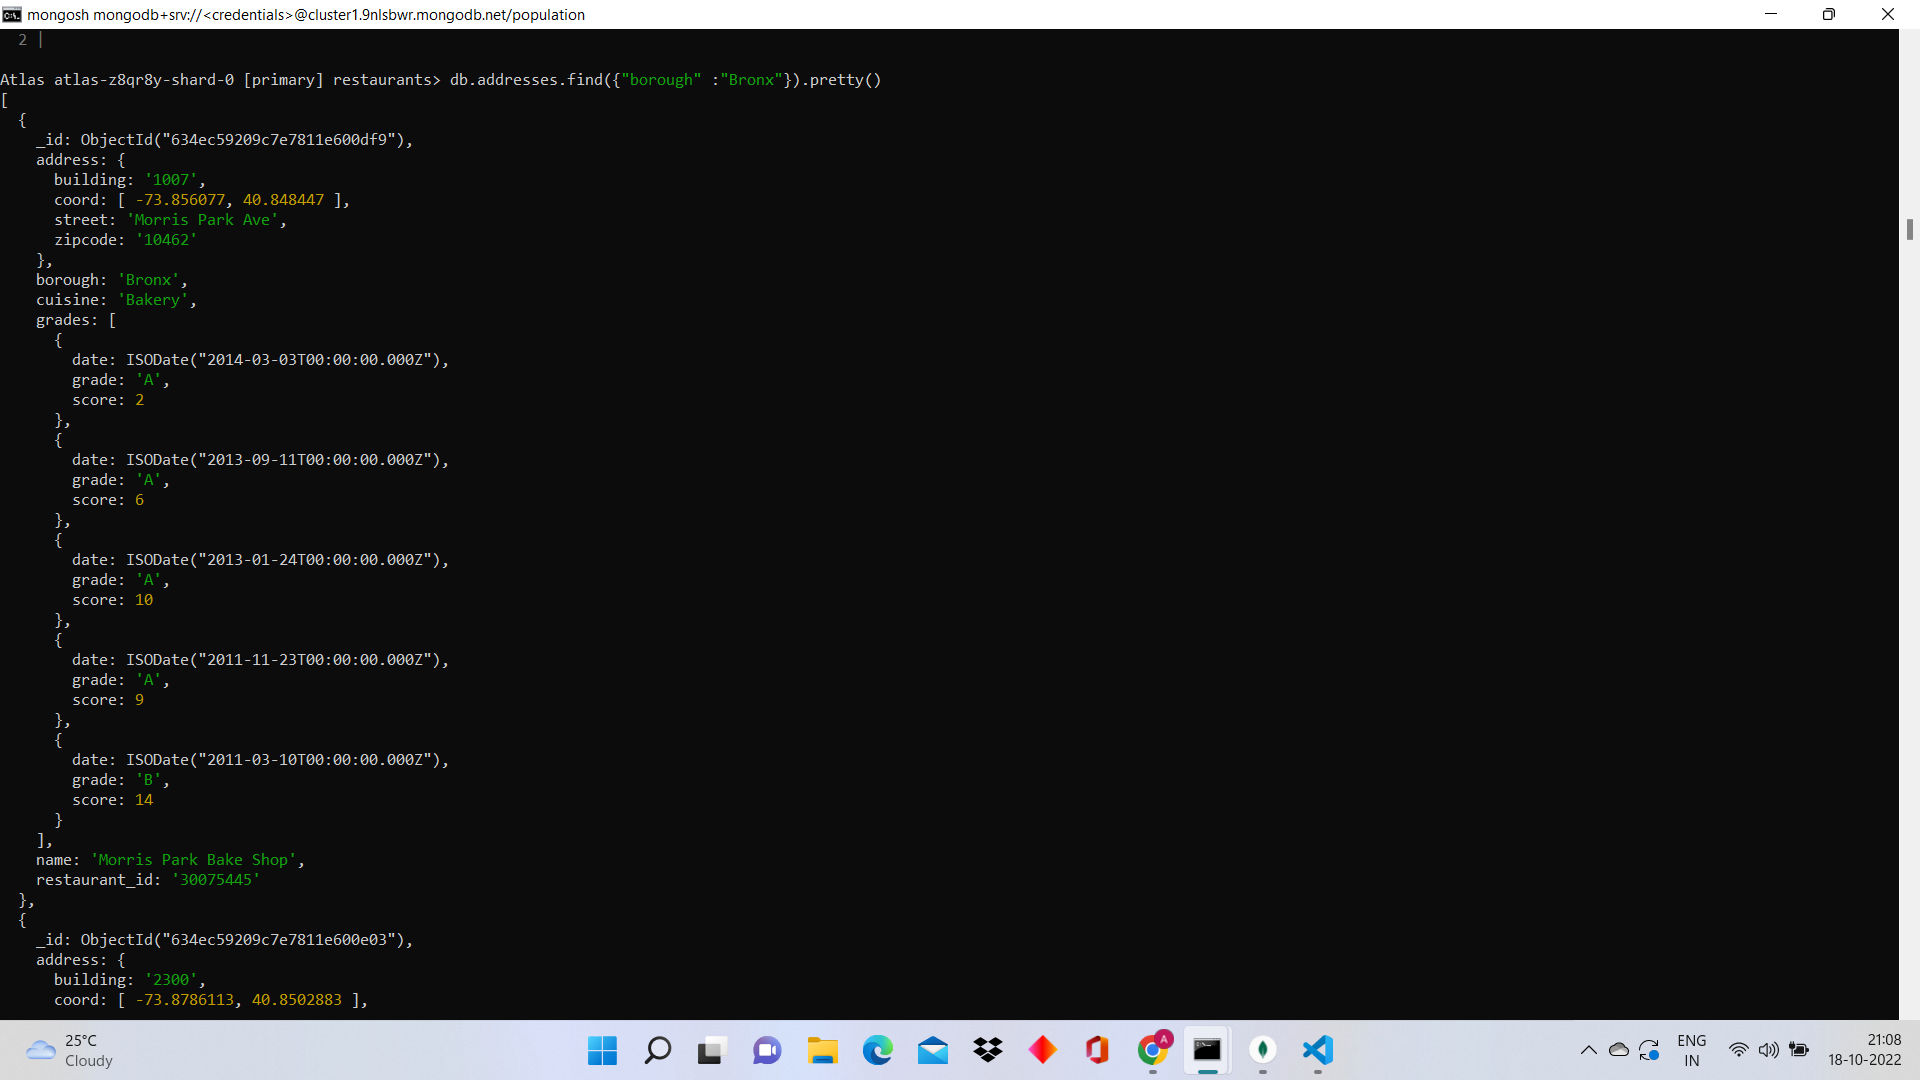 mongosh mongodb+srv://<credentials>@cluster1.9nlsbwr.mongodb.net/population
2 |
Atlas atlas-z8qr8y-shard-0 [primary] restaurants> db.addresses.find({"borough" :"Bronx"}).pretty()
[
  {
    _id: ObjectId("634ec59209c7e7811e600df9"),
    address: {
      building: '1007',
      coord: [ -73.856077, 40.848447 ],
      street: 'Morris Park Ave',
      zipcode: '10462'
    },
    borough: 'Bronx',
    cuisine: 'Bakery',
    grades: [
      {
        date: ISODate("2014-03-03T00:00:00.000Z"),
        grade: 'A',
        score: 2
      },
      {
        date: ISODate("2013-09-11T00:00:00.000Z"),
        grade: 'A',
        score: 6
      },
      {
        date: ISODate("2013-01-24T00:00:00.000Z"),
        grade: 'A',
        score: 10
      },
      {
        date: ISODate("2011-11-23T00:00:00.000Z"),
        grade: 'A',
        score: 9
      },
      {
        date: ISODate("2011-03-10T00:00:00.000Z"),
        grade: 'B',
        score: 14
      }
    ],
    name: 'Morris Park Bake Shop',
    restaurant_id: '30075445'
  },
  {
    _id: ObjectId("634ec59209c7e7811e600e03"),
    address: {
      building: '2300',
      coord: [ -73.8786113, 40.8502883 ],
25°C
Cloudy
A
ENG
IN
21:08
18-10-2022